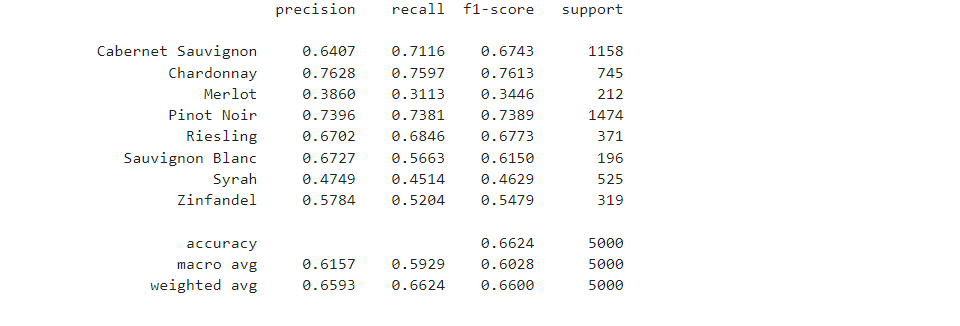 precision recall f1-score support
Cabernet Sauvignon 0.6407 0.7116 0.6743 1158
Chardonnay 0.7628 0.7597 0.7613 745
Merlot 0.3860 0.3113 0.3446 212
Pinot Noir 0.7396 0.7381 0.7389 1474
Riesling 0.6702 0.6846 0.6773 371
Sauvignon Blanc 0.6727 0.5663 0.6150 196
Syrah 0.4749 0.4514 0.4629 525
Zinfandel 0.5784 0.5204 0.5479 319
accuracy 0.6624 5000
macro avg 0.6157 0.5929 0.6028 5000
weighted avg 0.6593 0.6624 0.6600 5000